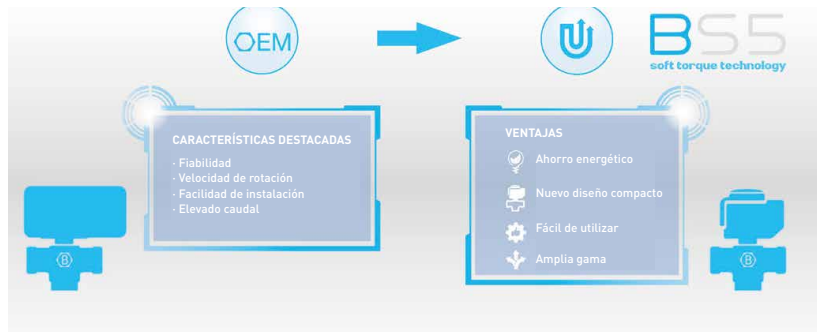 OEM
BS5
soft torque technology
CARACTERÍSTICAS DESTACADAS
· Fiabilidad
· Velocidad de rotación
· Facilidad de instalación
· Elevado caudal
VENTAJAS
Ahorro energético
Nuevo diseño compacto
Fácil de utilizar
Amplia gama
B
B